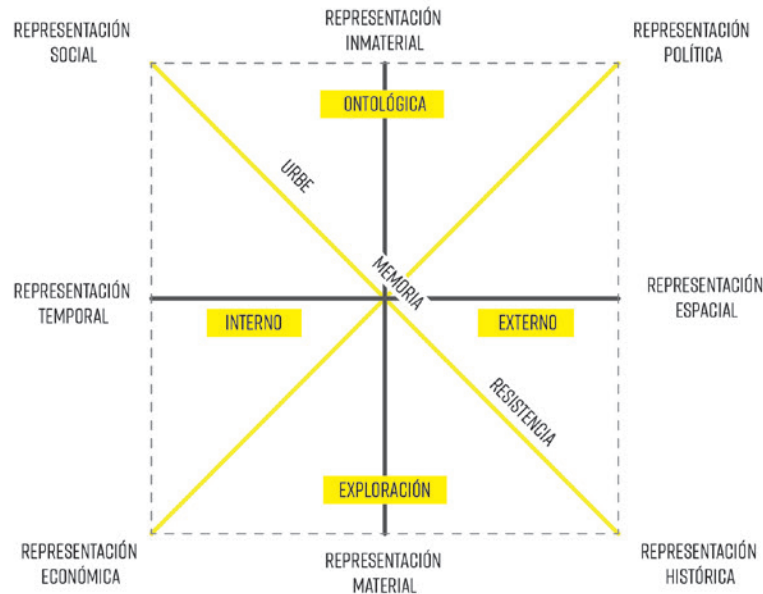 REPRESENTACIÓN
SOCIAL
REPRESENTACIÓN
INMATERIAL
REPRESENTACIÓN
POLÍTICA
ONTOLÓGICA
URBE
MEMORIA
REPRESENTACIÓN
TEMPORAL
REPRESENTACIÓN
ESPACIAL
INTERNO
EXTERNO
RESISTENCIA
EXPLORACIÓN
REPRESENTACIÓN
ECONÓMICA
REPRESENTACIÓN
MATERIAL
REPRESENTACIÓN
HISTÓRICA